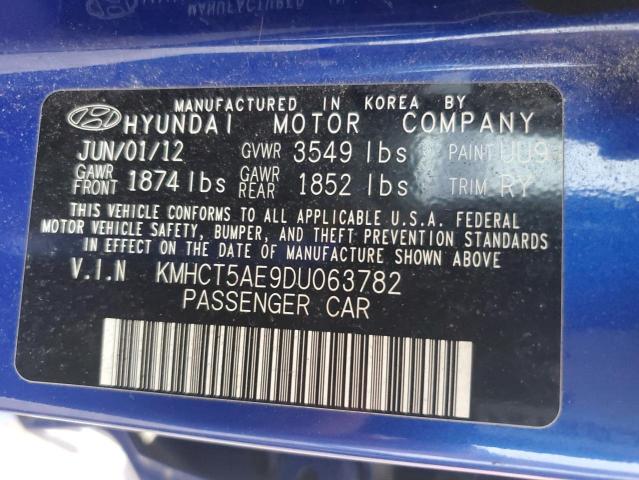 MANUFACTURED IN KOREA BY
HYUNDAI MOTOR COMPANY
JUN/01/12 GVWR 3549 lbs PAINT UU9
GAWR FRONT 1874 lbs GAWR REAR 1852 lbs TRIM RY
THIS VEHICLE CONFORMS TO ALL APPLICABLE U.S.A. FEDERAL
MOTOR VEHICLE SAFETY, BUMPER, AND THEFT PREVENTION STANDARDS
IN EFFECT ON THE DATE OF MANUFACTURE SHOWN ABOVE.
V.I.N KMHCT5AE9DU063782
PASSENGER CAR